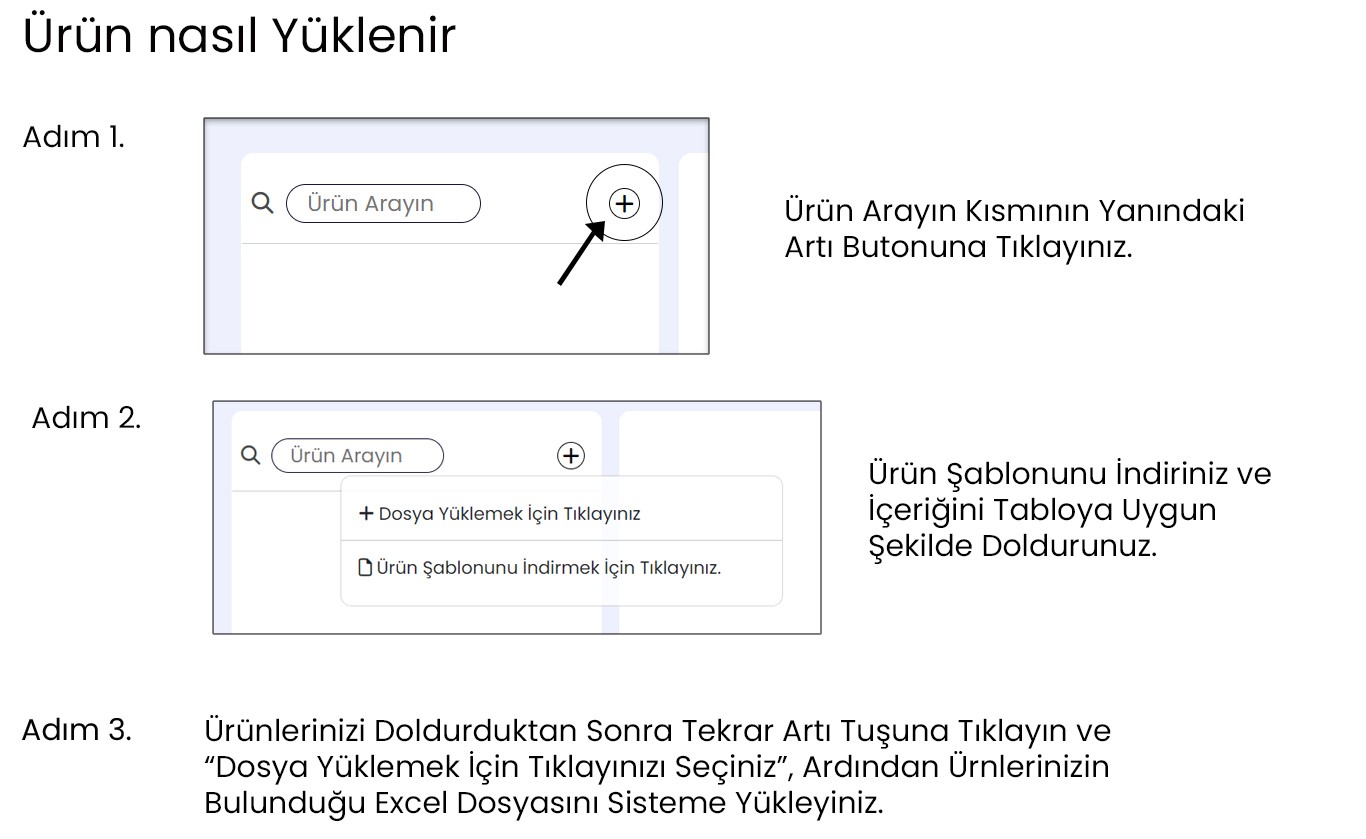 Ürün nasıl Yüklenir
Adım 1.
Ürün Arayın
Ürün Arayın Kısmının Yanındaki
Artı Butonuna Tıklayınız.
Adım 2.
Ürün Arayın
+ Dosya Yüklemek İçin Tıklayınız
Ürün Şablonunu İndirmek İçin Tıklayınız.
Ürün Şablonunu İndiriniz ve
İçeriğini Tabloya Uygun
Şekilde Doldurunuz.
Adım 3.
Ürünlerinizi Doldurduktan Sonra Tekrar Artı Tuşuna Tıklayın ve
“Dosya Yüklemek İçin Tıklayınızı Seçiniz”, Ardından Ürnlerinizin
Bulunduğu Excel Dosyasını Sisteme Yükleyiniz.